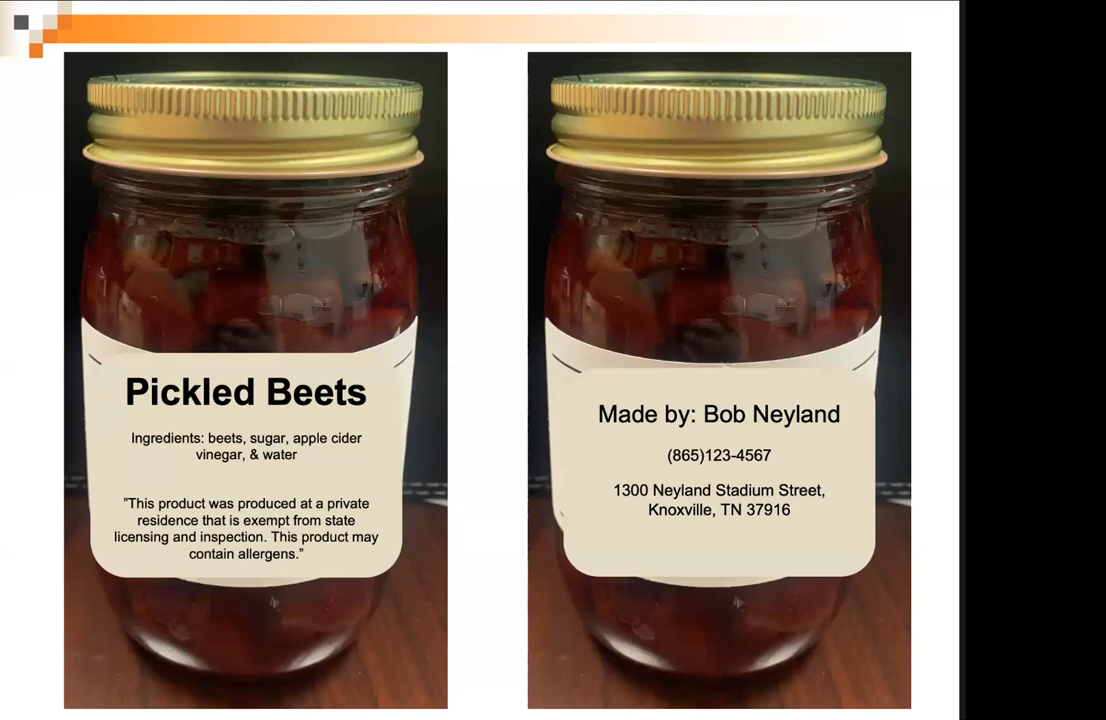 Pickled Beets
Ingredients: beets, sugar, apple cider
vinegar, & water
"This product was produced at a private
residence that is exempt from state
licensing and inspection. This product may
contain allergens.”
Made by: Bob Neyland
(865)123-4567
1300 Neyland Stadium Street,
Knoxville, TN 37916